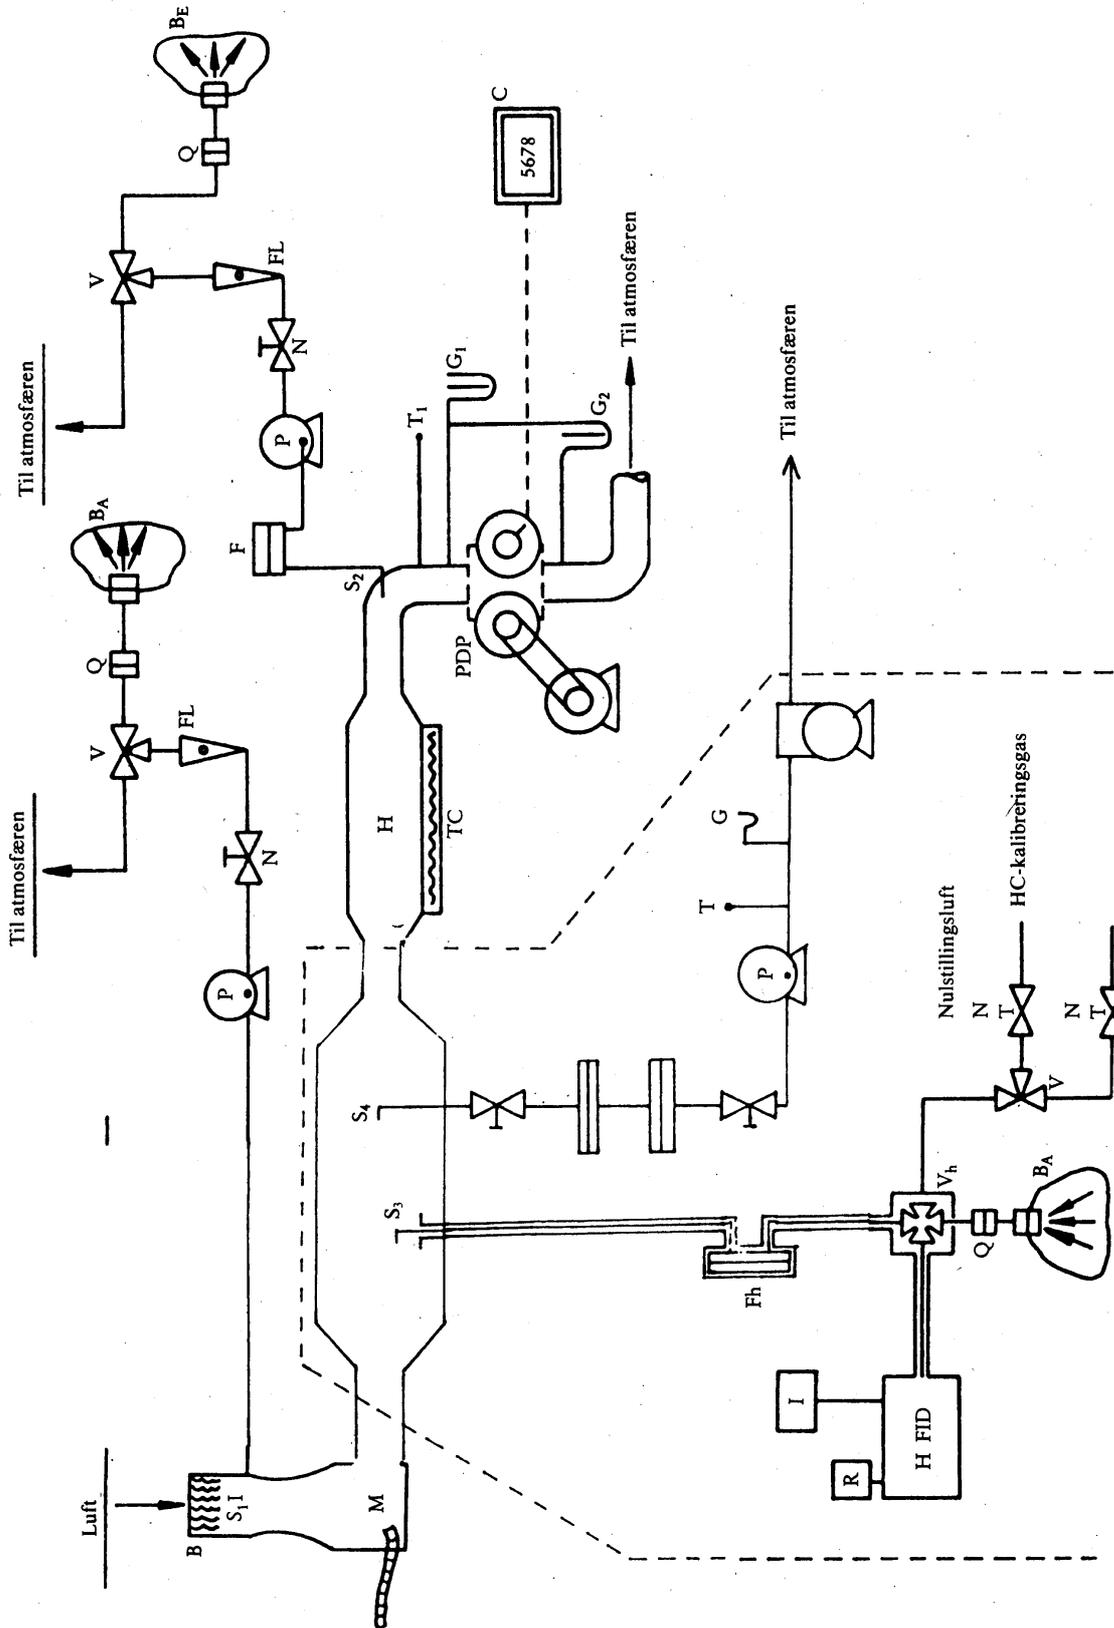 Til atmosfæren
Til atmosfæren
Luft
BA
BE
Q
Q
V
V
FL
FL
N
N
P
P
B
S1
I
F
S2
M
H
TC
T1
G1
G2
PDP
C
5678
Til atmosfæren
S3
S4
Fh
P
T
G
Til atmosfæren
R
I
H FID
Vh
Q
BA
V
Nulstillingsluft
N
T
HC-kalibreringsgas
N
T